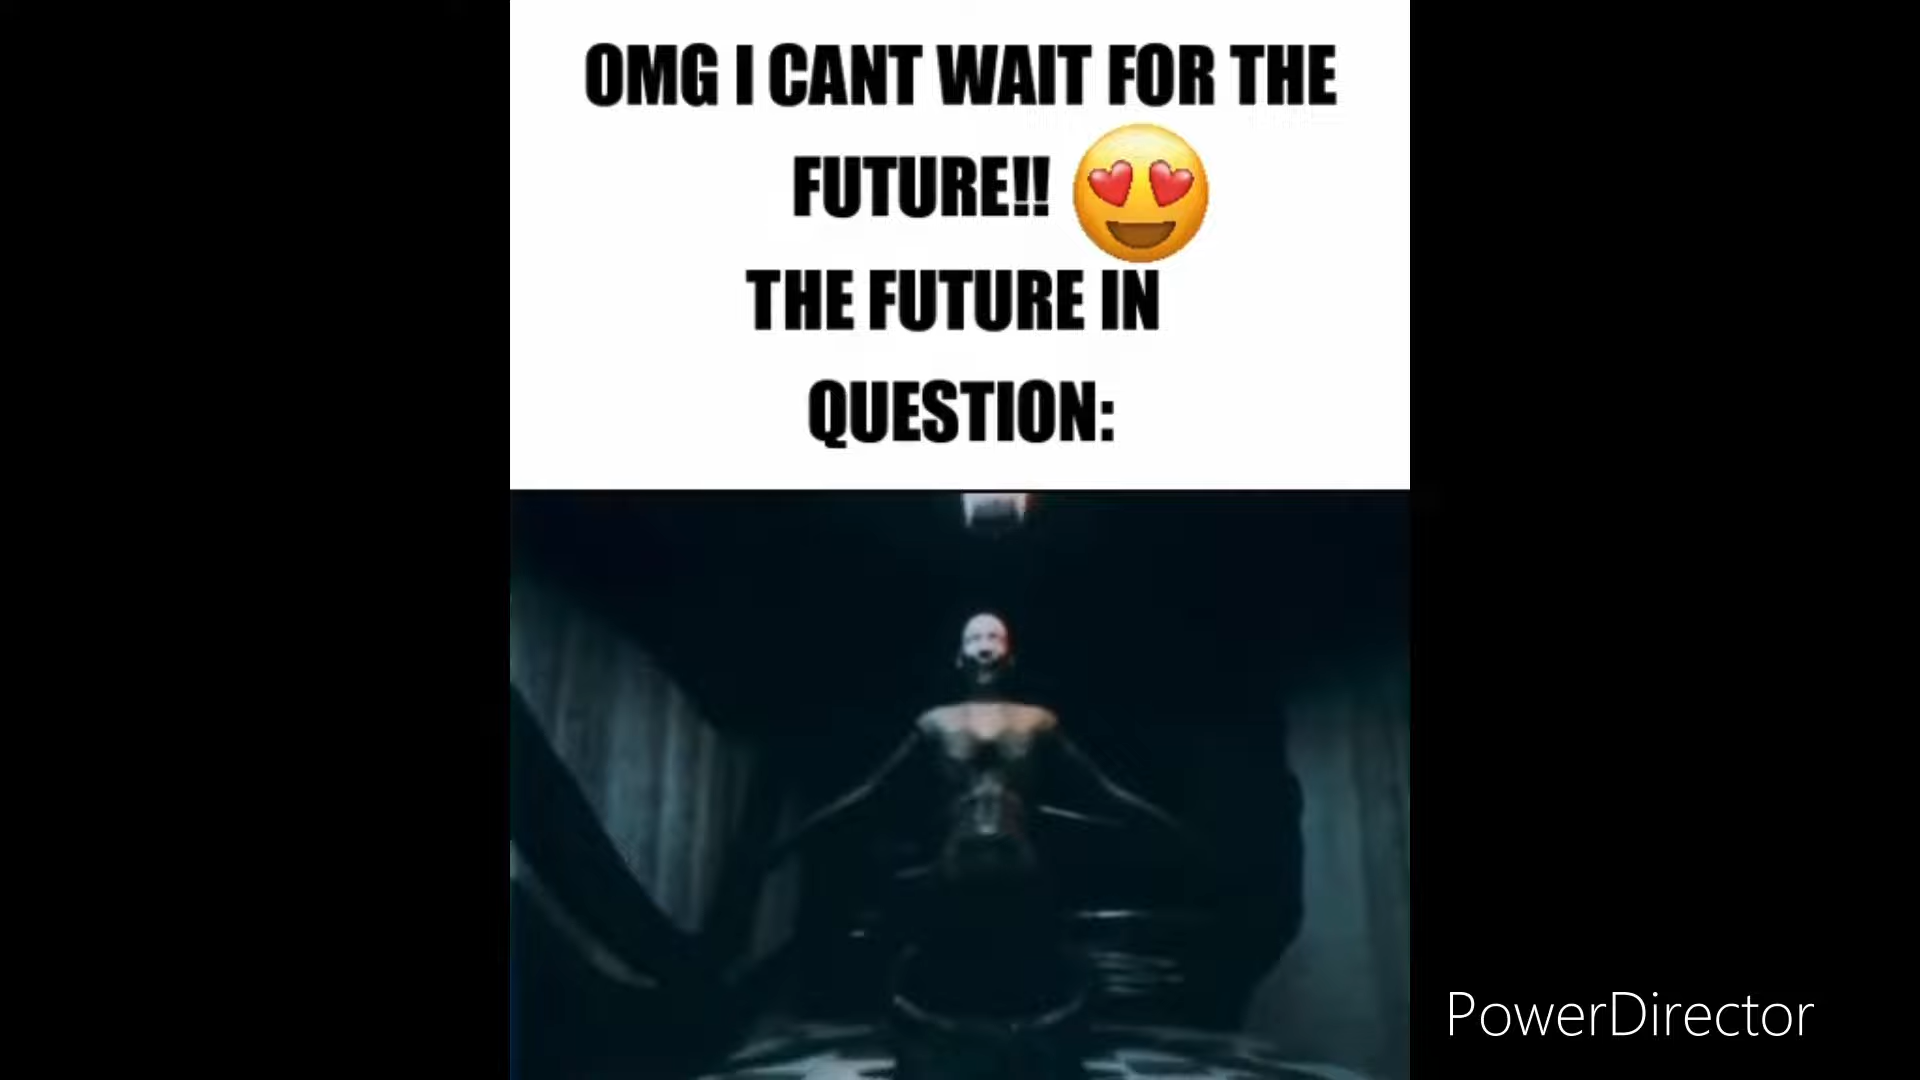 OMG I CANT WAIT FOR THE
FUTURE!! 😍
THE FUTURE IN
QUESTION:
PowerDirector